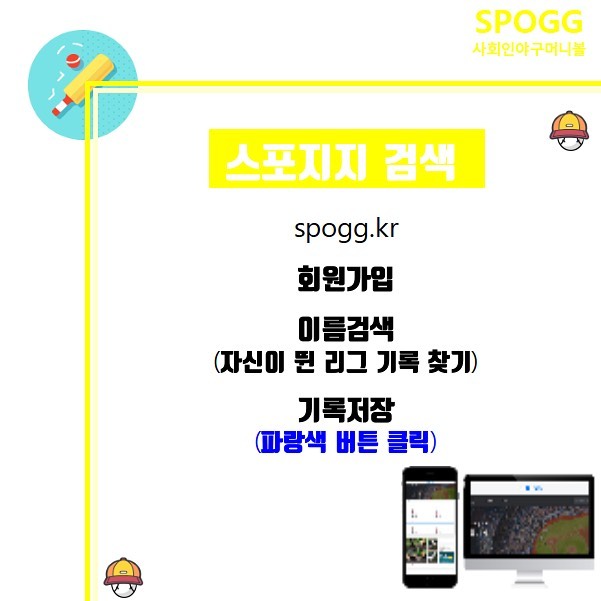 SPOGG
사회인야구머니볼
스포지지 검색
spogg.kr
회원가입
이름검색
(자신이 뛴 리그 기록 찾기)
기록저장
(파랑색 버튼 클릭)